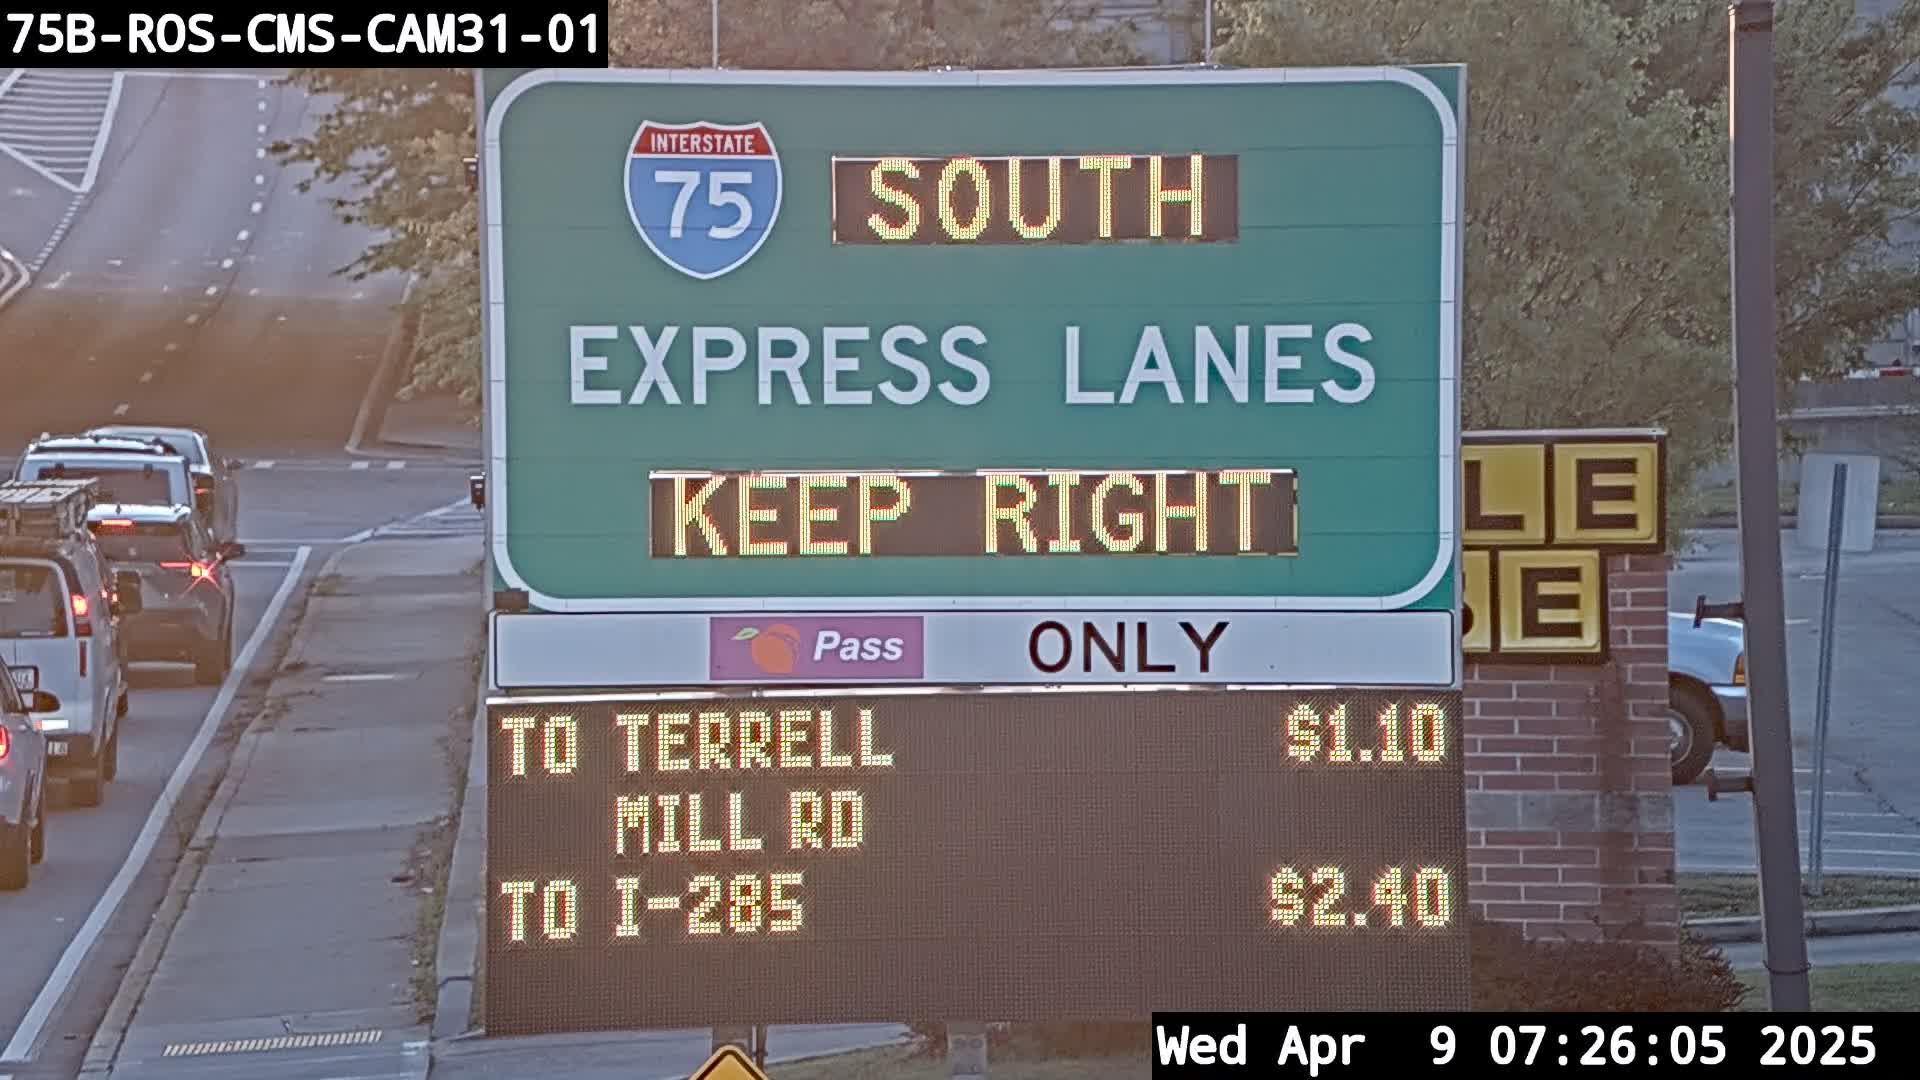 75B-ROS-CMS-CAM31-01
INTERSTATE
75
SOUTH
EXPRESS LANES
KEEP RIGHT
Pass ONLY
TO TERRELL $1.10
MILL RD
TO I-285 $2.40
LE
E
Wed Apr 9 07:26:05 2025